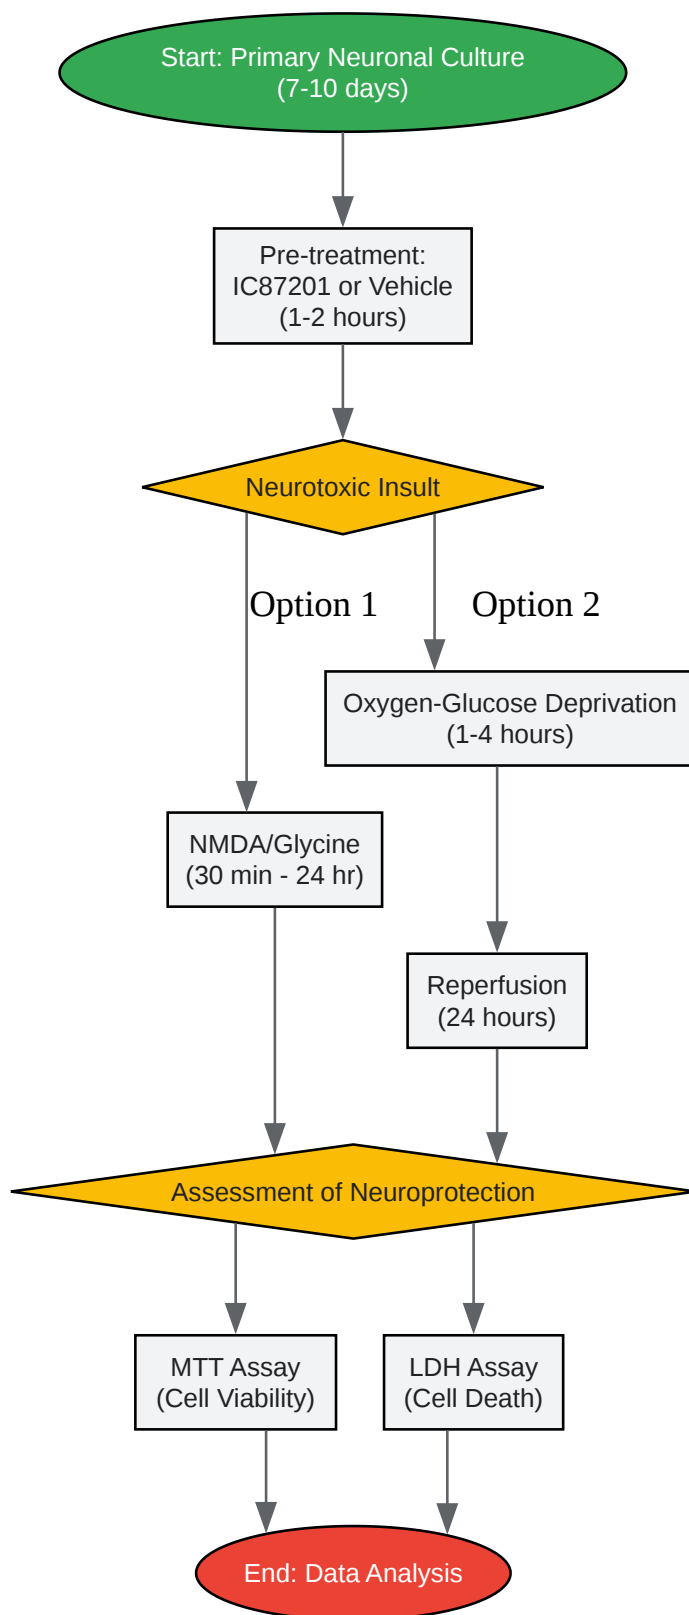 Start: Primary Neuronal Culture
(7-10 days)
Pre-treatment:
IC87201 or Vehicle
(1-2 hours)
Neurotoxic Insult
Option 1
Option 2
Oxygen-Glucose Deprivation
(1-4 hours)
NMDA/Glycine
(30 min - 24 hr)
Reperfusion
(24 hours)
Assessment of Neuroprotection
MTT Assay
(Cell Viability)
LDH Assay
(Cell Death)
End: Data Analysis